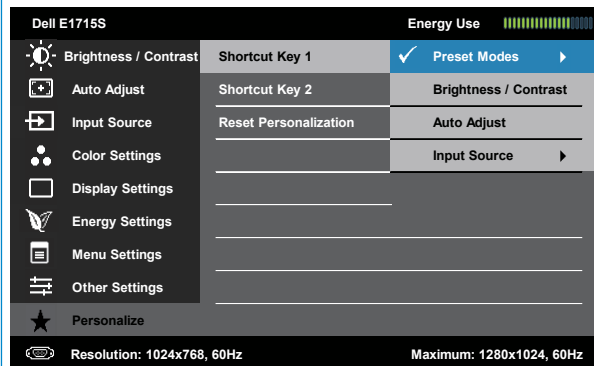 Dell E1715S Energy Use
Brightness / Contrast Shortcut Key 1 Preset Modes
Auto Adjust Shortcut Key 2 Brightness / Contrast
Input Source Reset Personalization Auto Adjust
Color Settings Input Source
Display Settings
Energy Settings
Menu Settings
Other Settings
Personalize
Resolution: 1024x768, 60Hz Maximum: 1280x1024, 60Hz